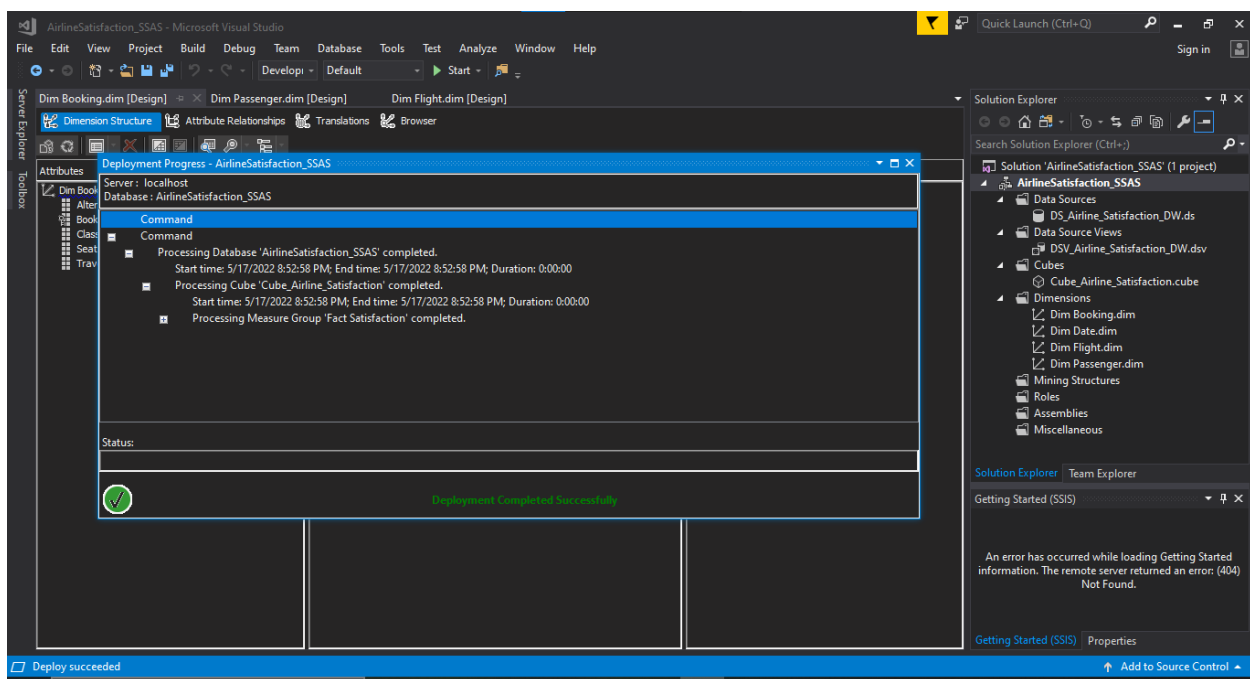 AirlineSatisfaction_SSAS - Microsoft Visual Studio
Quick Launch (Ctrl+Q)
File Edit View Project Build Debug Team Database Tools Test Analyze Window Help
Sign in
Developi Default Start
Server Explorer
Toolbox
Dim Booking.dim [Design] Dim Passenger.dim [Design] Dim Flight.dim [Design]
Dimension Structure Attribute Relationships Translations Browser
Attributes
Dim Book
Alter
Book
Class
Seat
Trav
Deployment Progress - AirlineSatisfaction_SSAS
Server : localhost
Database : AirlineSatisfaction_SSAS
Command
Command
Processing Database 'AirlineSatisfaction_SSAS' completed.
Start time: 5/17/2022 8:52:58 PM; End time: 5/17/2022 8:52:58 PM; Duration: 0:00:00
Processing Cube 'Cube_Airline_Satisfaction' completed.
Start time: 5/17/2022 8:52:58 PM; End time: 5/17/2022 8:52:58 PM; Duration: 0:00:00
Processing Measure Group 'Fact Satisfaction' completed.
Status:
Deployment Completed Successfully
Solution Explorer
Search Solution Explorer (Ctrl+;)
Solution 'AirlineSatisfaction_SSAS' (1 project)
AirlineSatisfaction_SSAS
Data Sources
DS_Airline_Satisfaction_DW.ds
Data Source Views
DSV_Airline_Satisfaction_DW.dsv
Cubes
Cube_Airline_Satisfaction.cube
Dimensions
Dim Booking.dim
Dim Date.dim
Dim Flight.dim
Dim Passenger.dim
Mining Structures
Roles
Assemblies
Miscellaneous
Solution Explorer Team Explorer
Getting Started (SSIS)
An error has occurred while loading Getting Started
information. The remote server returned an error: (404)
Not Found.
Getting Started (SSIS) Properties
Deploy succeeded
Add to Source Control